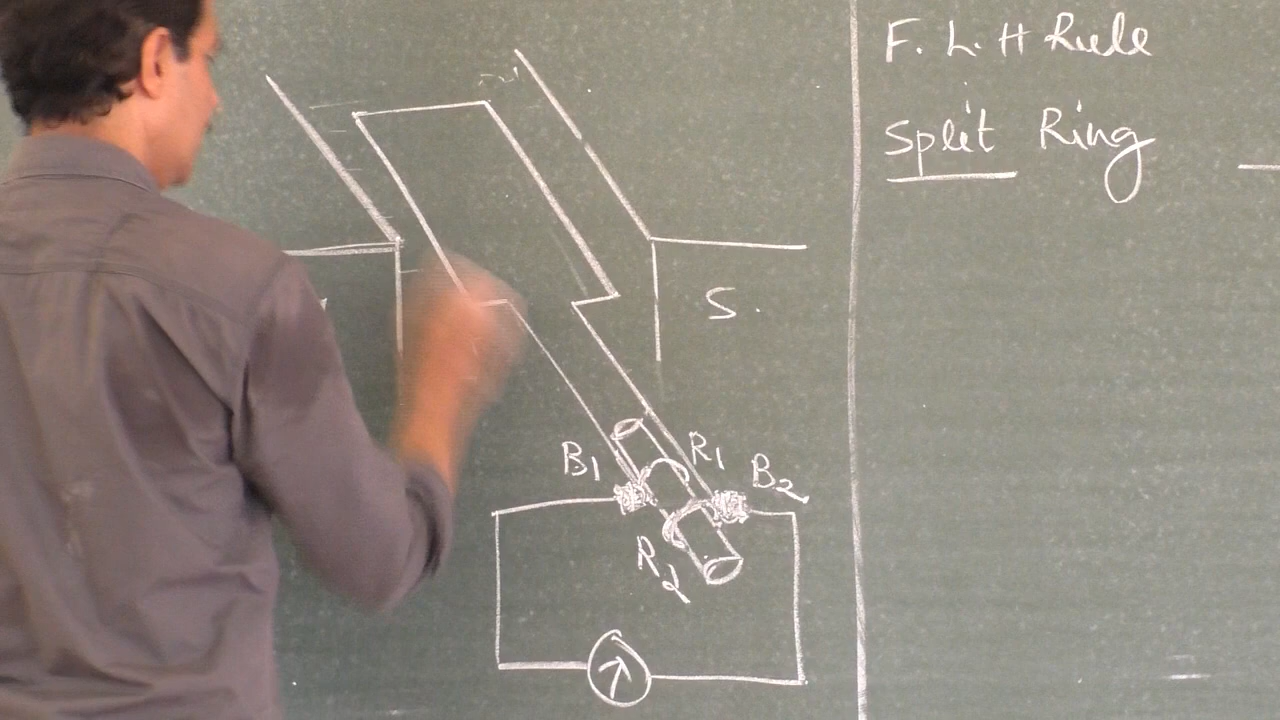 F. L. H Rule
Split Ring
S.
B1
R1
B2
R2